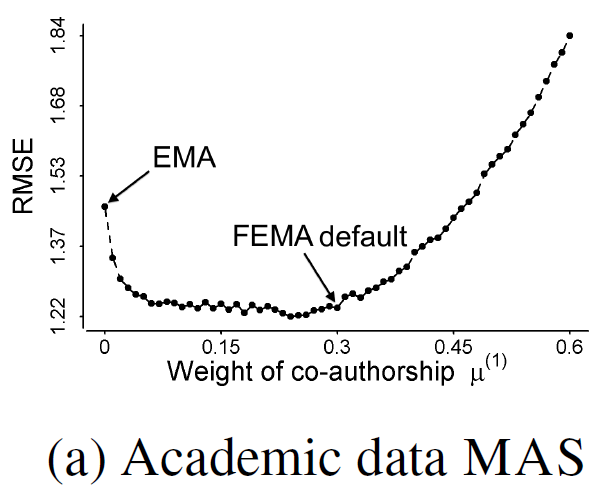 1.84
1.68
1.53
1.37
1.22
RMSE
EMA
FEMA default
0 0.15 0.3 0.45 0.6
Weight of co-authorship μ(1)
(a) Academic data MAS